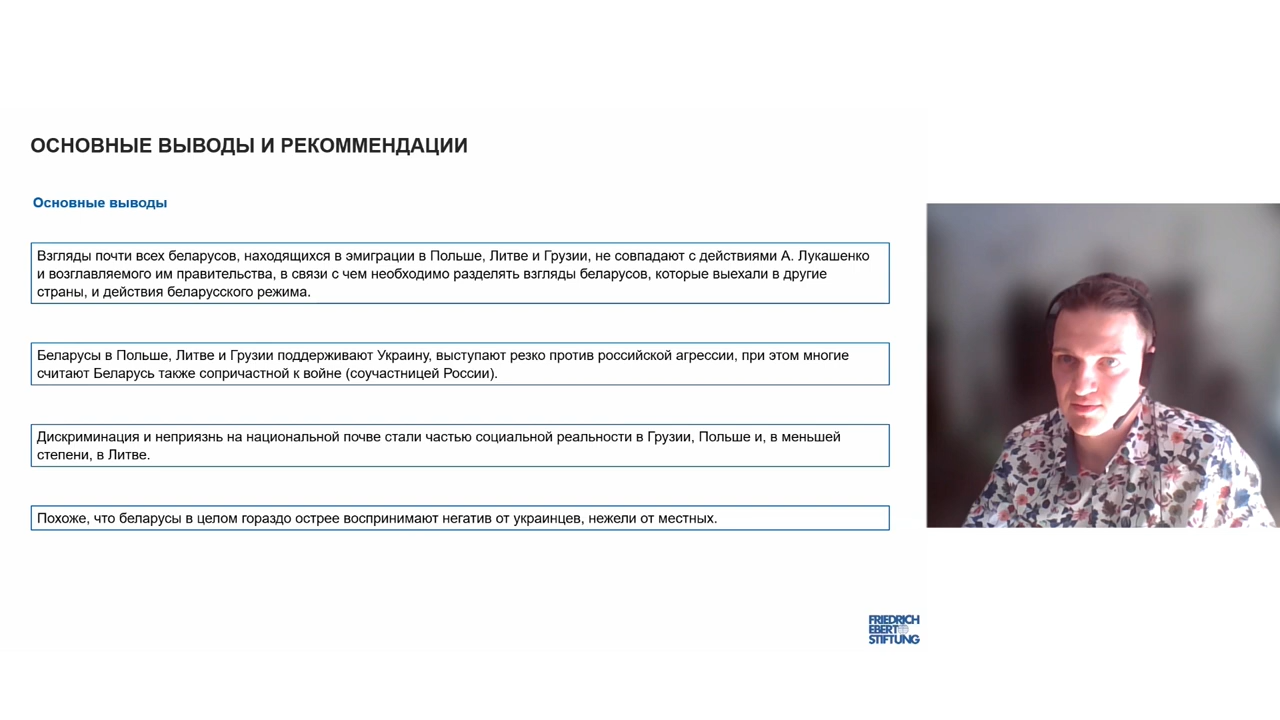 ОСНОВНЫЕ ВЫВОДЫ И РЕКОММЕНДАЦИИ
Основные выводы
Взгляды почти всех беларусов, находящихся в эмиграции в Польше, Литве и Грузии, не совпадают с действиями А. Лукашенко
и возглавляемого им правительства, в связи с чем необходимо разделять взгляды беларусов, которые выехали в другие
страны, и действия беларусского режима.
Беларусы в Польше, Литве и Грузии поддерживают Украину, выступают резко против российской агрессии, при этом многие
считают Беларусь также сопричастной к войне (соучастницей России).
Дискриминация и неприязнь на национальной почве стали частью социальной реальности в Грузии, Польше и, в меньшей
степени, в Литве.
Похоже, что беларусы в целом гораздо острее воспринимают негатив от украинцев, нежели от местных.
FRIEDRICH
EBERT
STIFTUNG